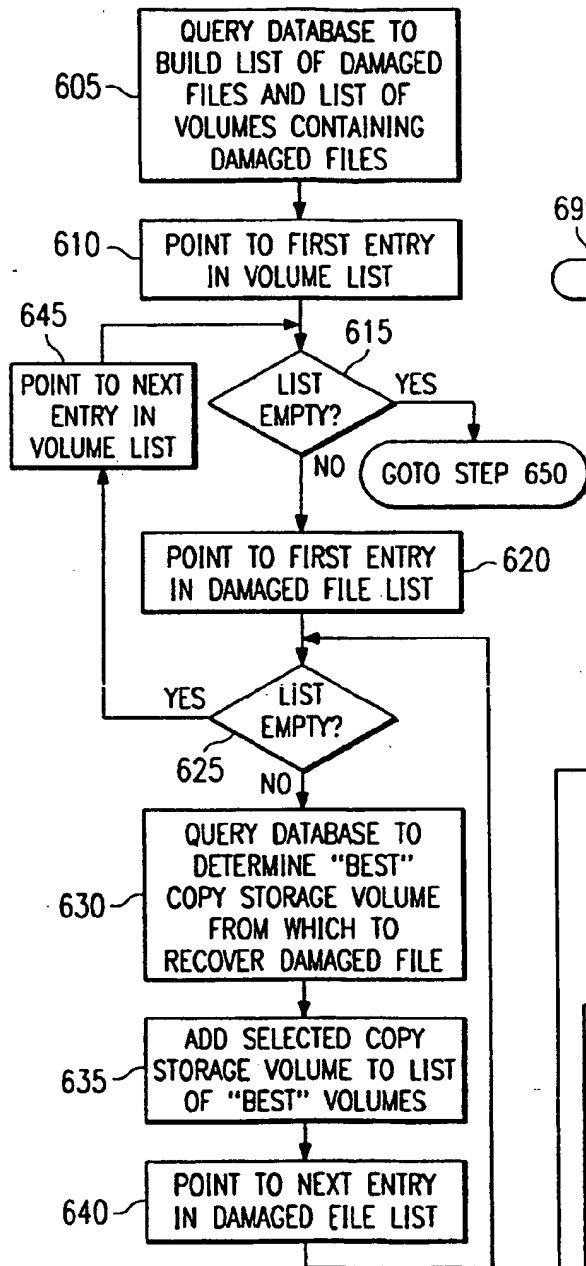 QUERY DATABASE TO
BUILD LIST OF DAMAGED
FILES AND LIST OF
VOLUMES CONTAINING
DAMAGED FILES
605
610
POINT TO FIRST ENTRY
IN VOLUME LIST
69
645
POINT TO NEXT
ENTRY IN
VOLUME LIST
615
LIST
EMPTY?
YES
NO
GOTO STEP 650
POINT TO FIRST ENTRY
IN DAMAGED FILE LIST
620
YES
LIST
EMPTY?
625
NO
QUERY DATABASE TO
DETERMINE "BEST"
COPY STORAGE VOLUME
FROM WHICH TO
RECOVER DAMAGED FILE
630
ADD SELECTED COPY
STORAGE VOLUME TO LIST
OF "BEST" VOLUMES
635
POINT TO NEXT ENTRY
IN DAMAGED FILE LIST
640